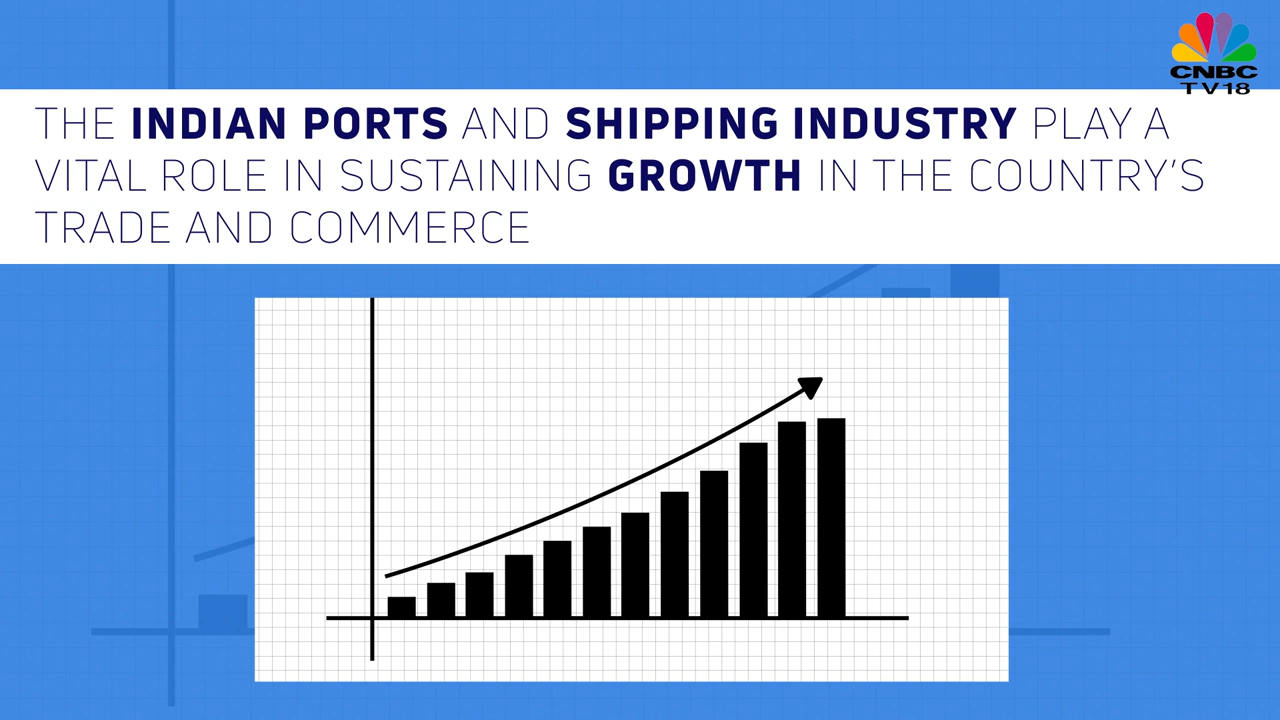 CNBC
TV18
THE INDIAN PORTS AND SHIPPING INDUSTRY PLAY A
VITAL ROLE IN SUSTAINING GROWTH IN THE COUNTRY’S
TRADE AND COMMERCE